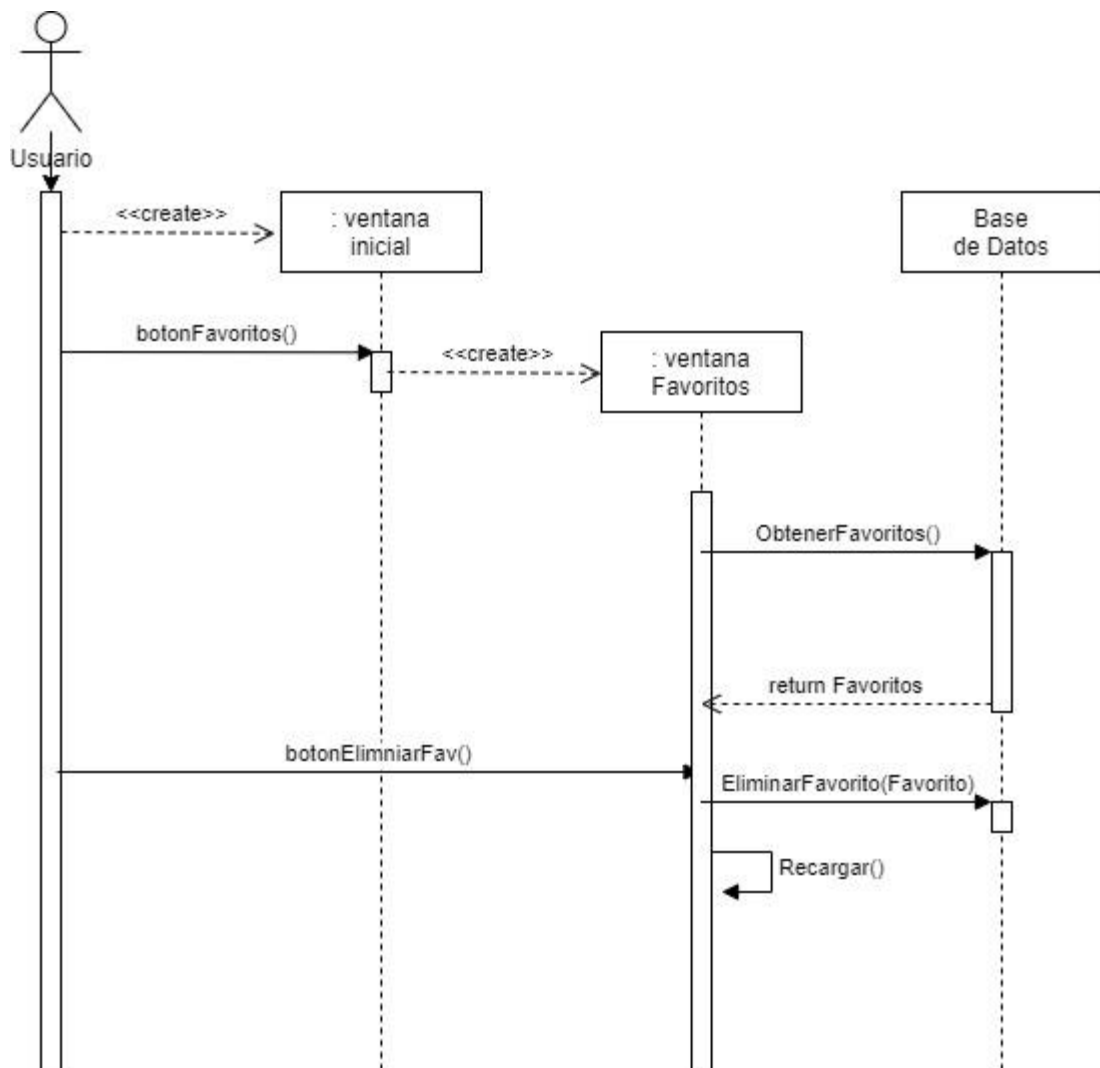 Usuario
<<create>>
: ventana
inicial
Base
de Datos
botonFavoritos()
<<create>>
: ventana
Favoritos
ObtenerFavoritos()
return Favoritos
botonElimniarFav()
EliminarFavorito(Favorito)
Recargar()